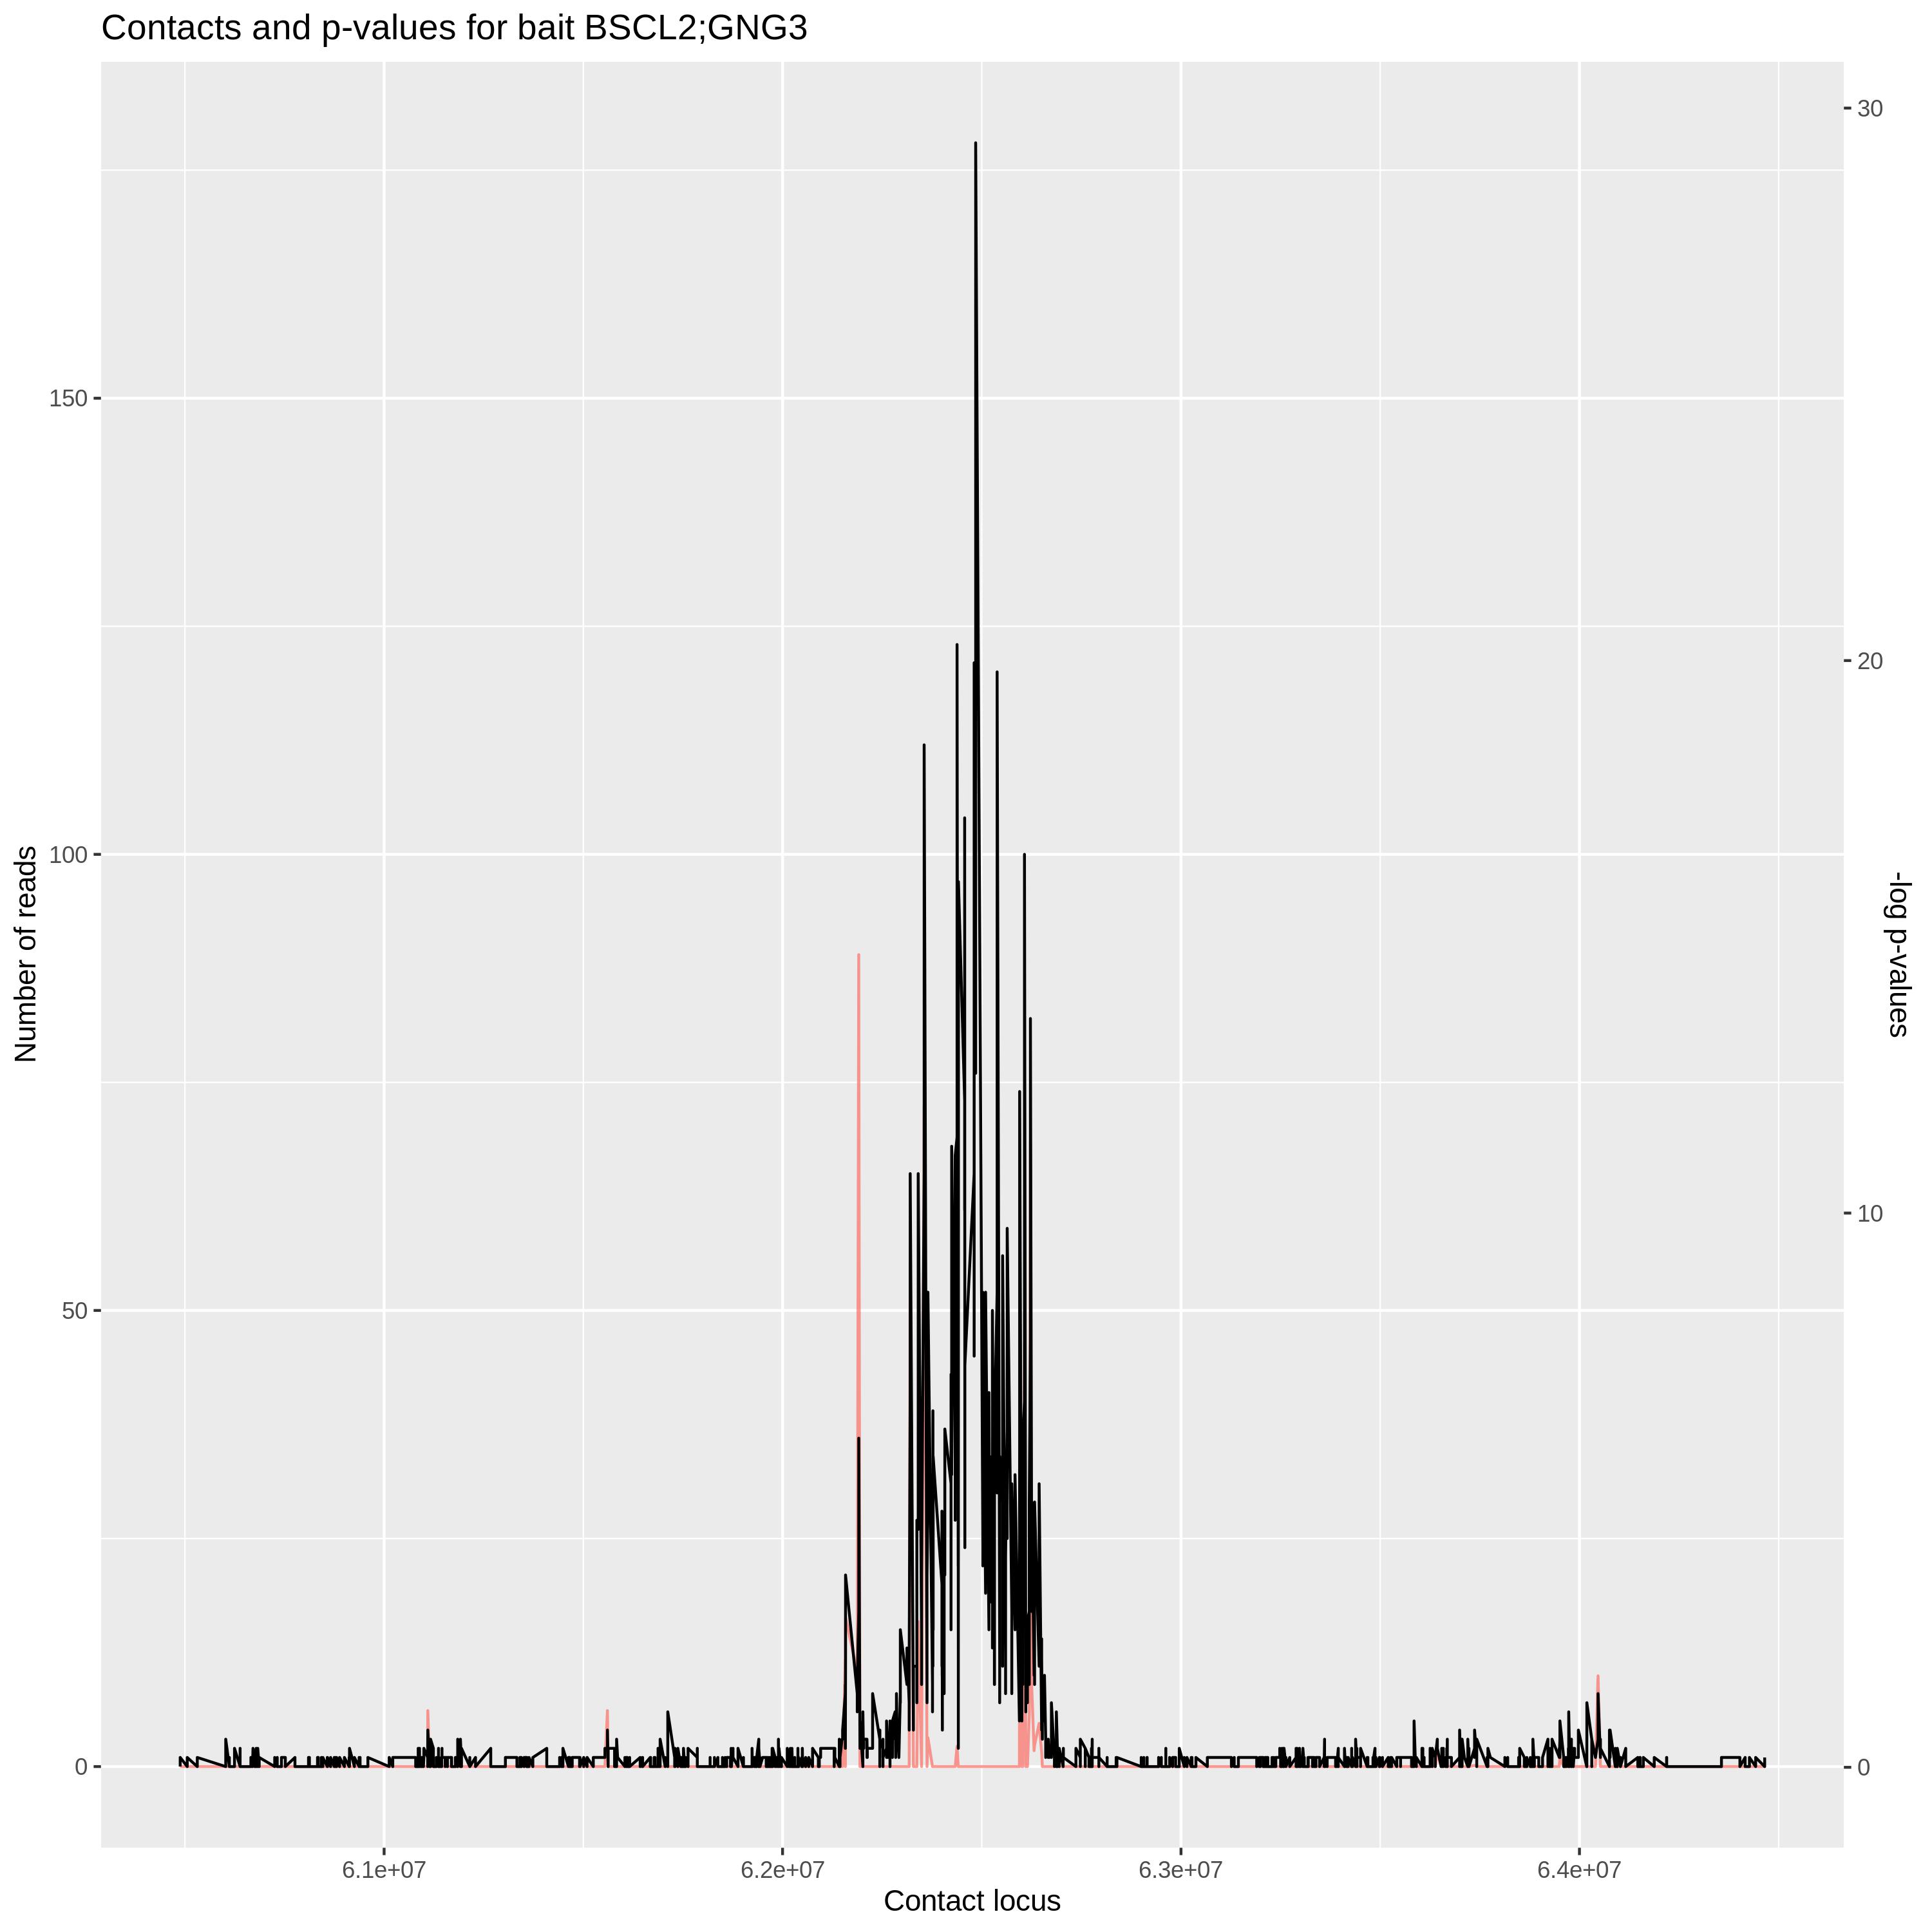 Contacts and p-values for bait BSCL2;GNG3
30
150
20
100
Number of reads
-log p-values
10
50
0
0
6.1e+07
6.2e+07
6.3e+07
6.4e+07
Contact locus